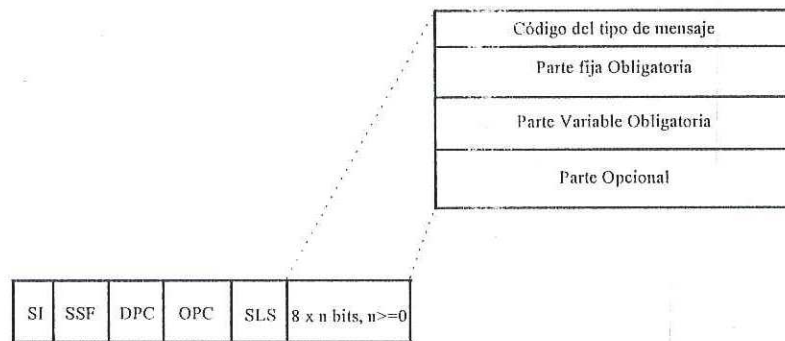 Código del tipo de mensaje
Parte fija Obligatoria
Parte Variable Obligatoria
Parte Opcional
SI SSF DPC OPC SLS 8 x n bits, n>=0